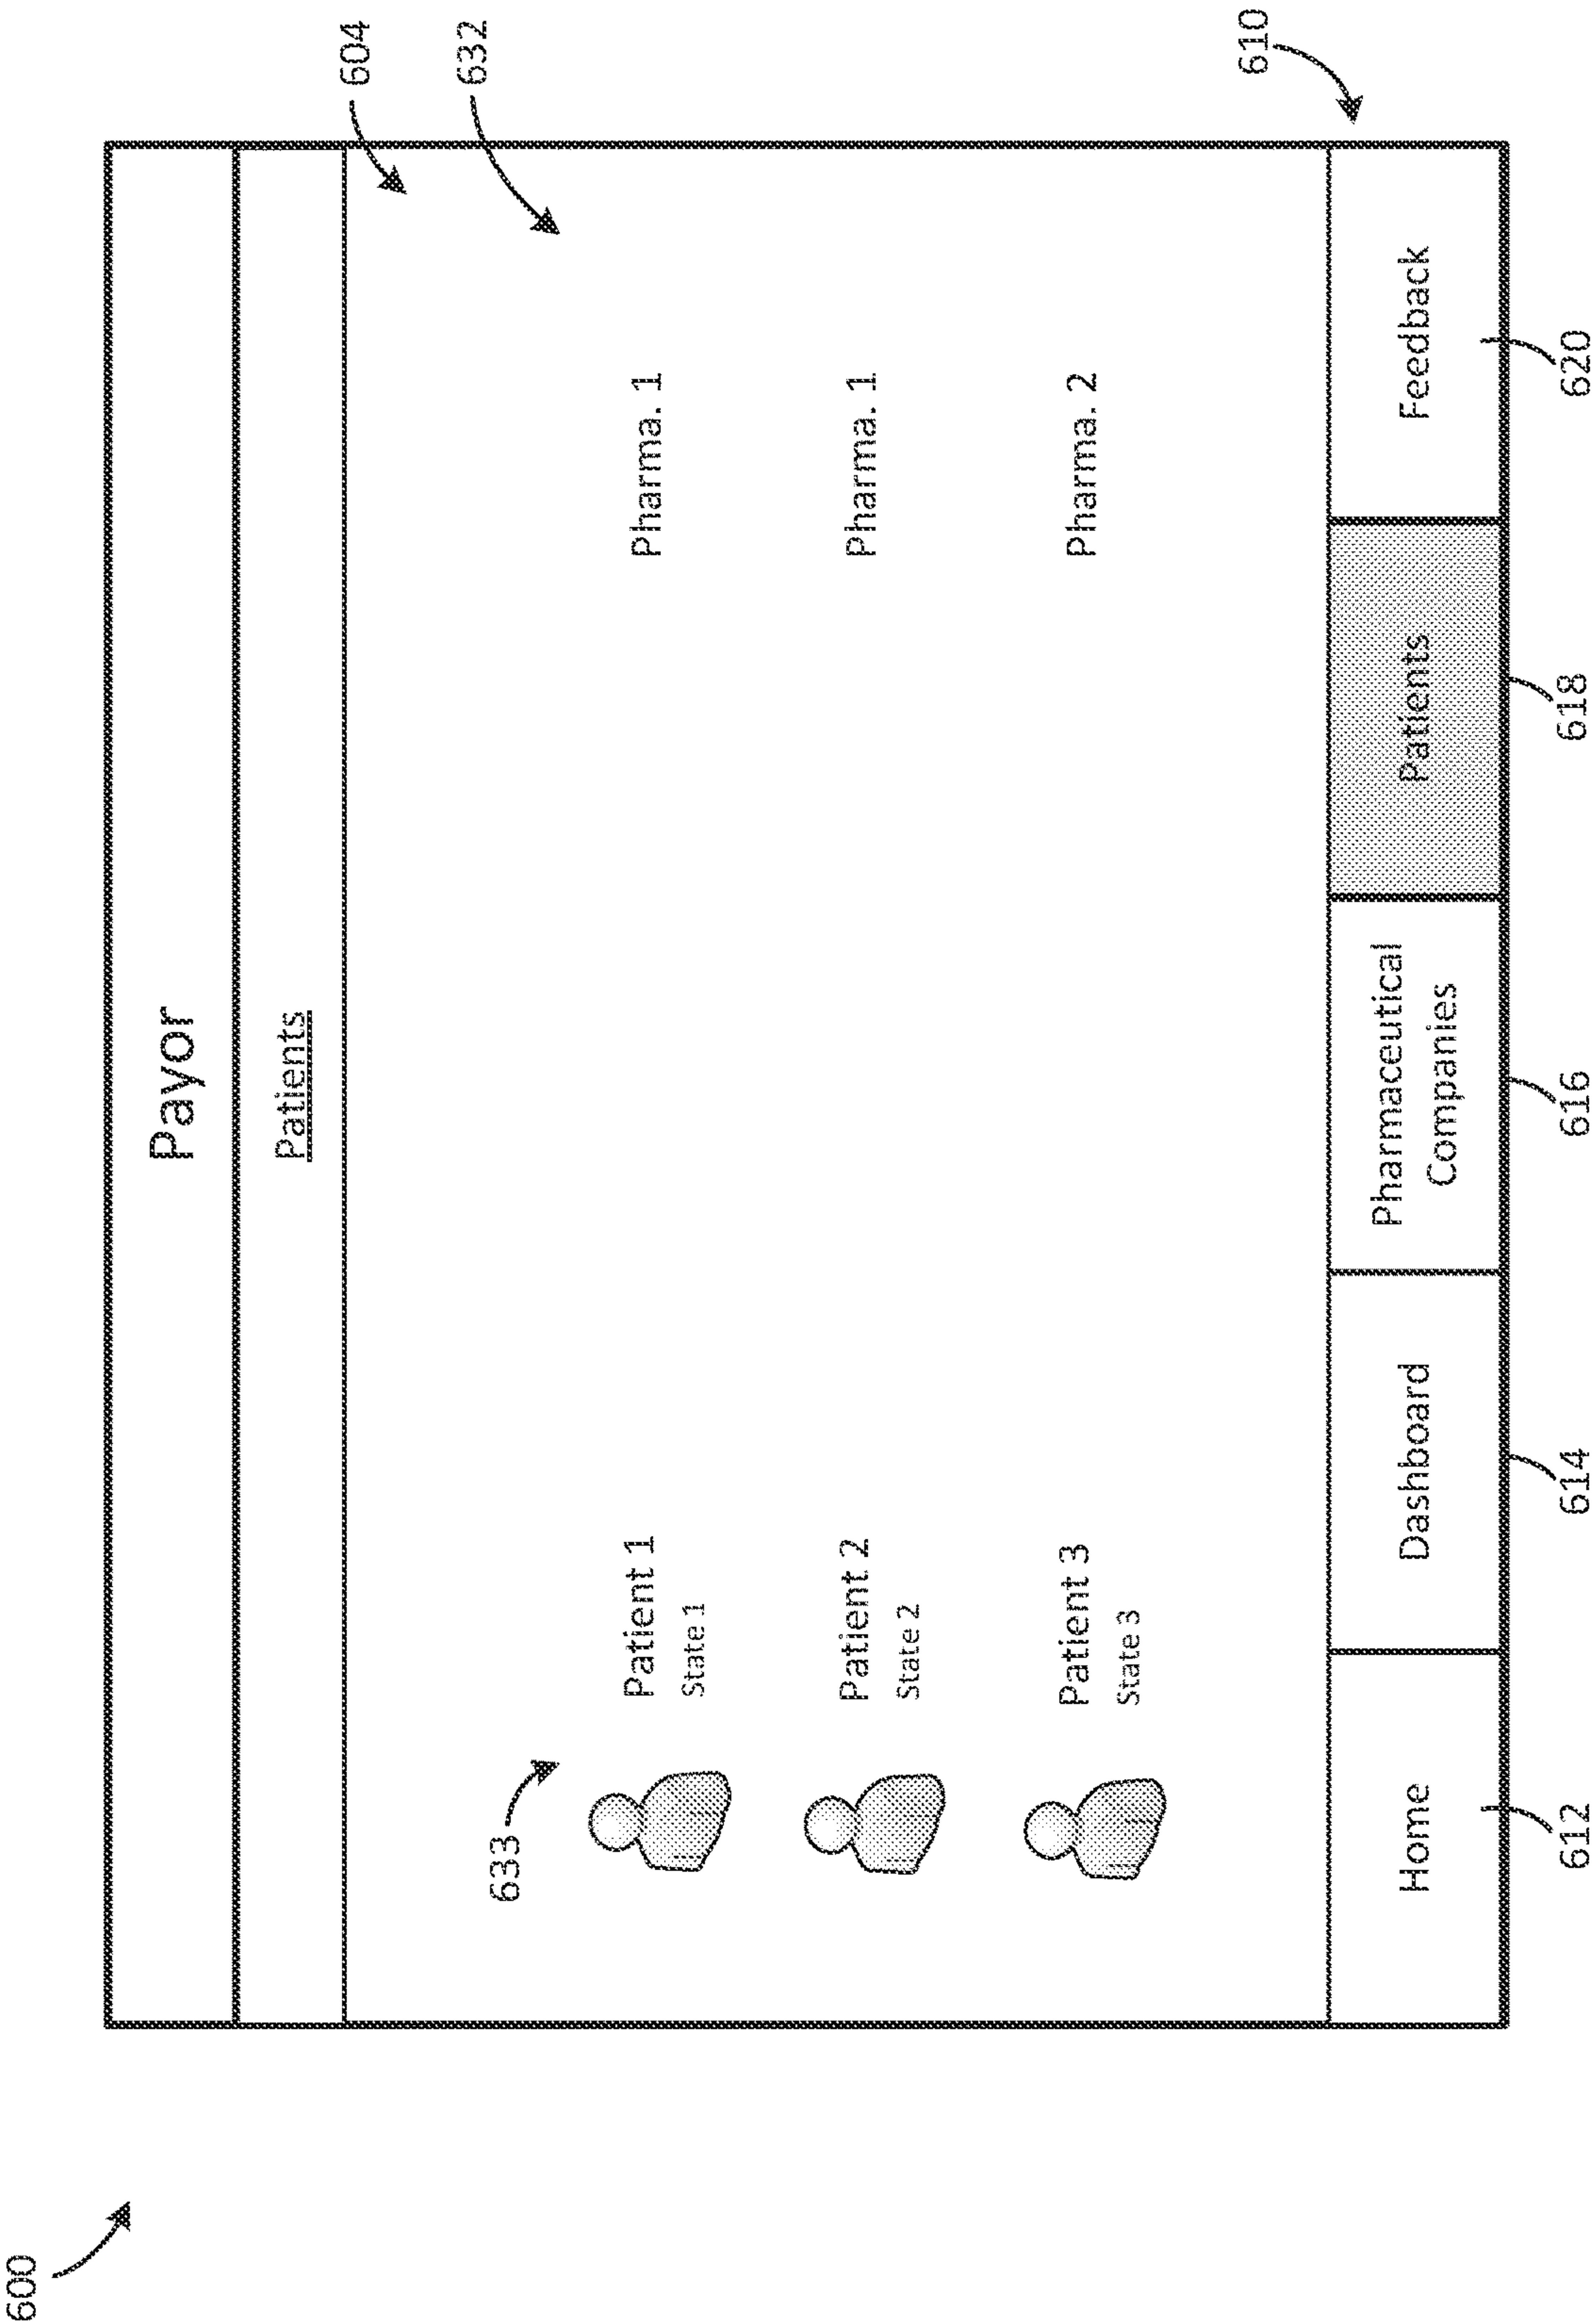 600
Payor
604
Patients
632
633
Patient 1
State 1
Pharma. 1
Patient 2
State 2
Pharma. 1
Patient 3
State 3
Pharma. 2
610
Home
Dashboard
Pharmaceutical
Companies
Patients
Feedback
612
614
616
618
620